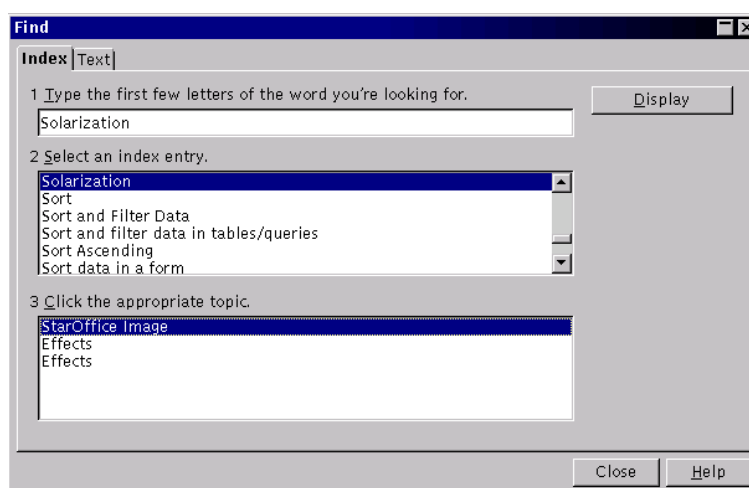 Find
Index Text
1 Type the first few letters of the word you're looking for.
Display
Solarization
2 Select an index entry.
Solarization
Sort
Sort and Filter Data
Sort and filter data in tables/queries
Sort Ascending
Sort data in a form
3 Click the appropriate topic.
StarOffice Image
Effects
Effects
Close Help